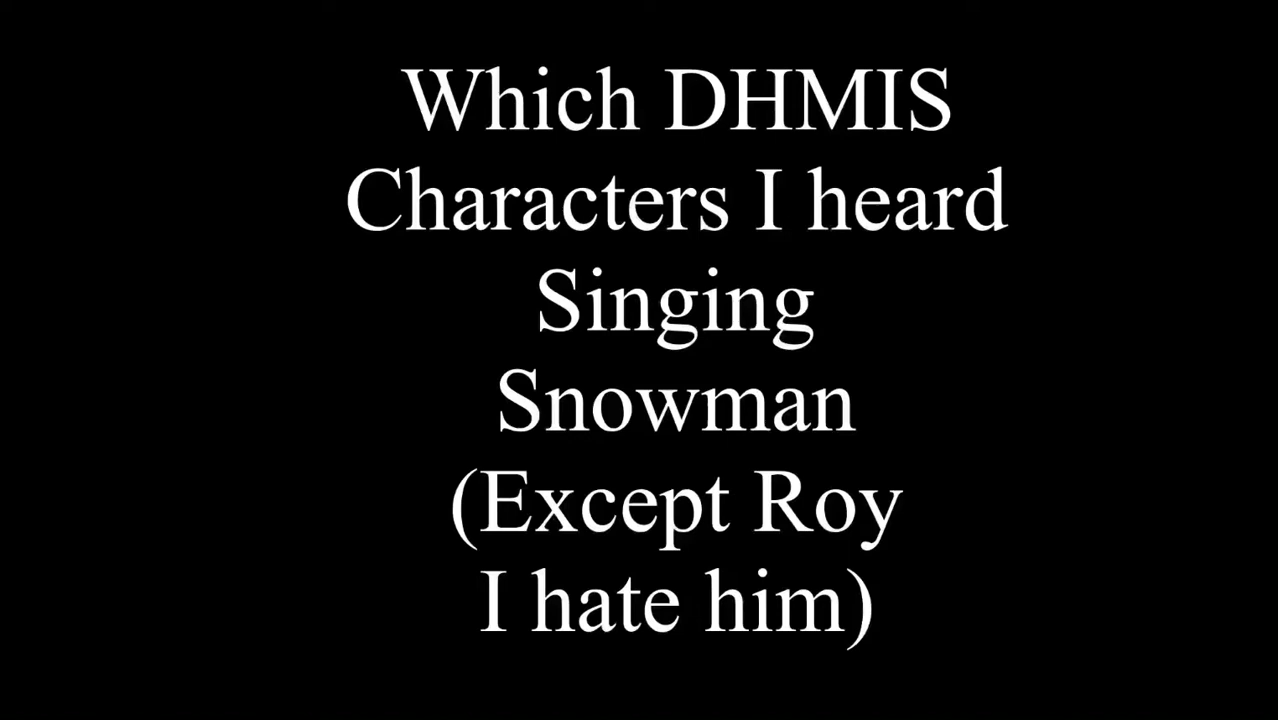 Which DHMIS
Characters I heard
Singing
Snowman
(Except Roy
I hate him)